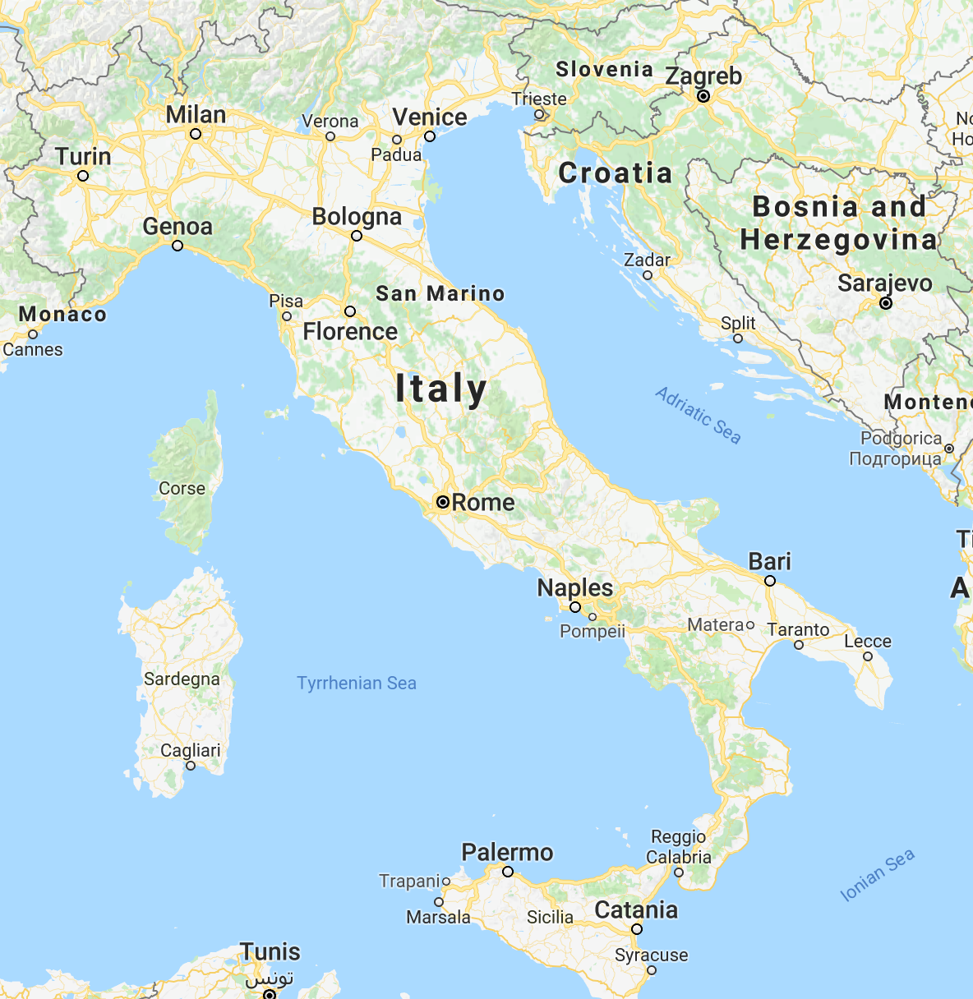 Slovenia
Zagreb
Trieste
Milan
Verona
Venice
Padua
Turin
Croatia
Bosnia and
Herzegovina
Bologna
Genoa
Zadar
Sarajevo
San Marino
Pisa
Monaco
Florence
Split
Cannes
Italy
Adriatic Sea
Podgorica
Подгорица
Corse
Rome
Bari
Naples
Pompeii
Matera
Taranto
Lecce
Sardegna
Tyrrhenian Sea
Cagliari
Reggio
Calabria
Palermo
Trapani
Marsala
Sicilia
Catania
Ionian Sea
Tunis
تونس
Syracuse